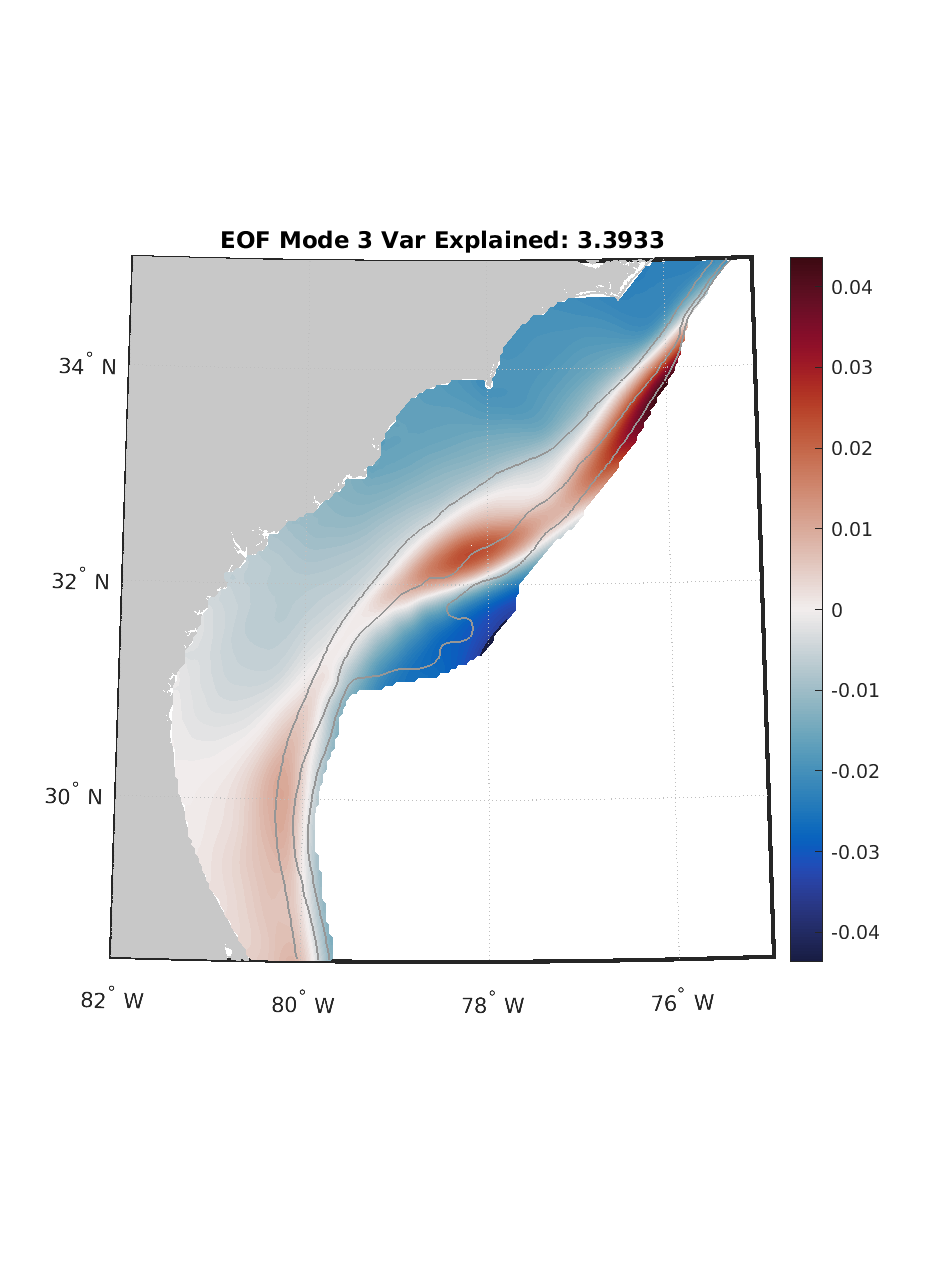 EOF Mode 3 Var Explained: 3.3933
34° N
32° N
30° N
82° W
80° W
78° W
76° W
0.04
0.03
0.02
0.01
0
-0.01
-0.02
-0.03
-0.04